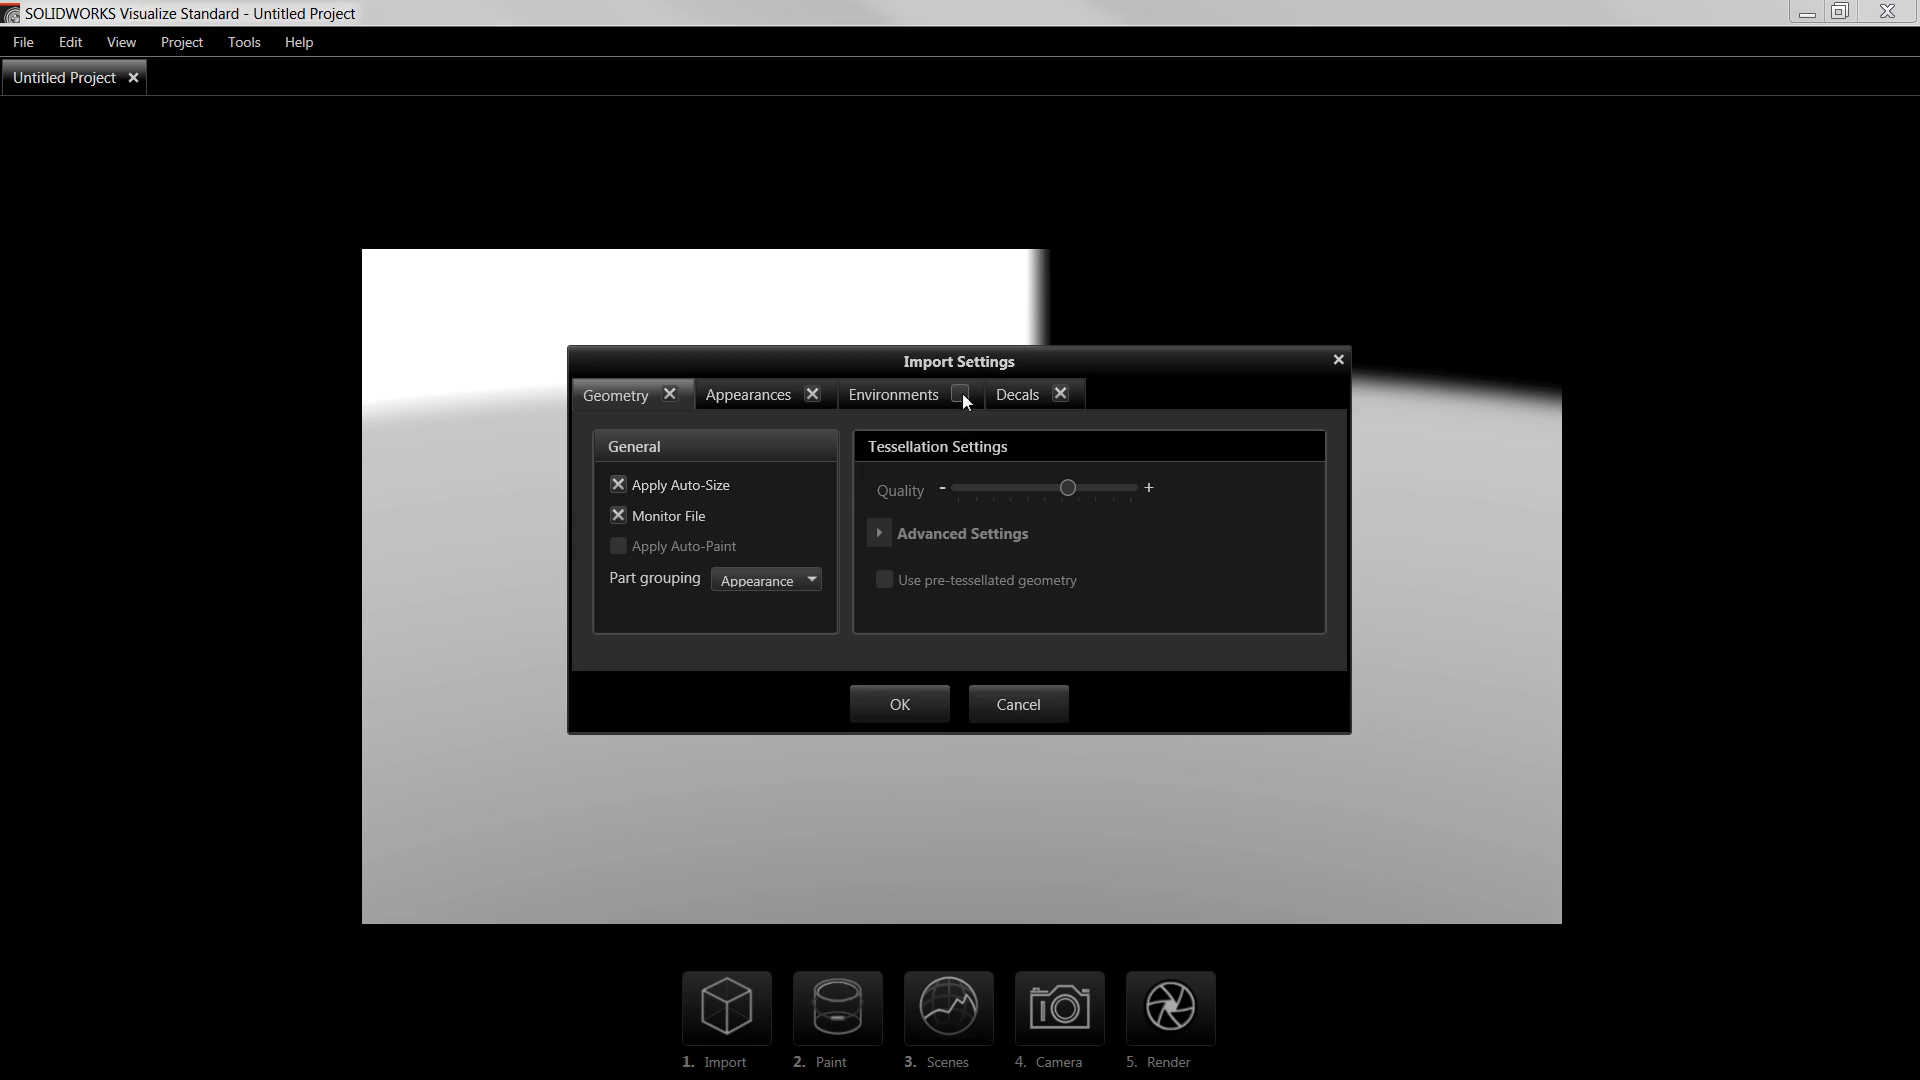 SOLIDWORKS Visualize Standard - Untitled Project
File Edit View Project Tools Help
Untitled Project
Import Settings
Geometry Appearances Environments Decals
General
Apply Auto-Size
Monitor File
Apply Auto-Paint
Part grouping Appearance
Tessellation Settings
Quality - +
Advanced Settings
Use pre-tessellated geometry
OK Cancel
1. Import 2. Paint 3. Scenes 4. Camera 5. Render